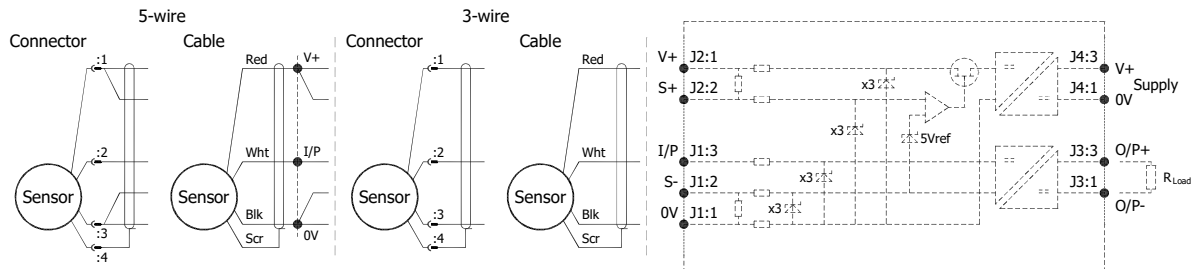 5-wire
Connector
Cable
:1
:2
:3
:4
Sensor
Red
Wht
Blk
Scr
Sensor
V+
I/P
0V
3-wire
Connector
Cable
:1
:2
:3
:4
Sensor
Red
Wht
Blk
Scr
Sensor
V+ J2:1
S+ J2:2
I/P J1:3
S- J1:2
0V J1:1
x3
x3
x3
x3
5Vref
J4:3 V+
Supply
J4:1 0V
J3:3 O/P+
J3:1 O/P-
RLoad